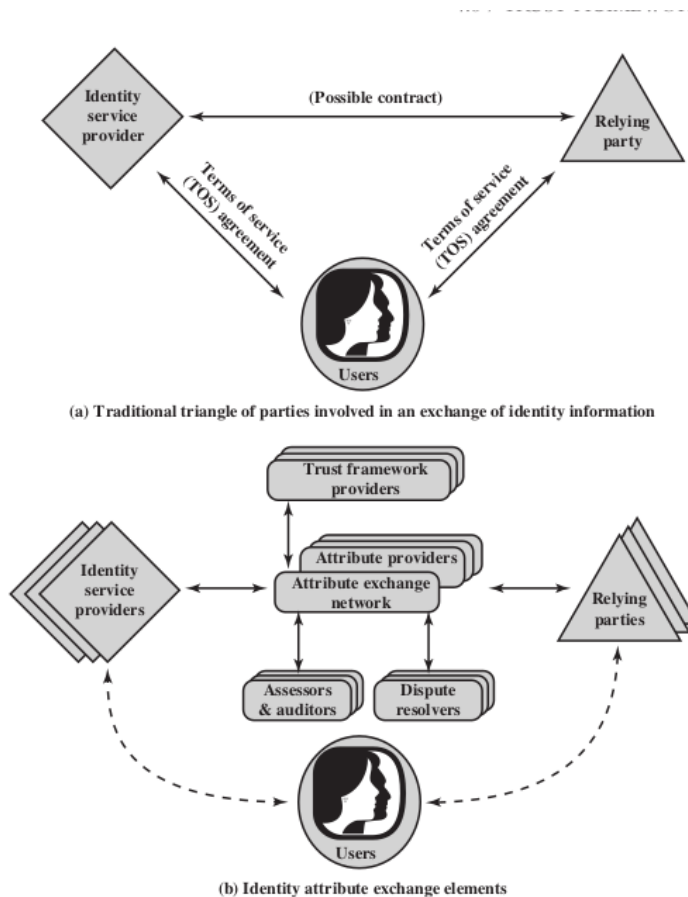 Identity
service
provider
(Possible contract)
Relying
party
Terms of service
(TOS) agreement
Terms of service
(TOS) agreement
Users
(a) Traditional triangle of parties involved in an exchange of identity information
Trust framework
providers
Attribute providers
Identity
service
providers
Attribute exchange
network
Relying
parties
Assessors
& auditors
Dispute
resolvers
Users
(b) Identity attribute exchange elements